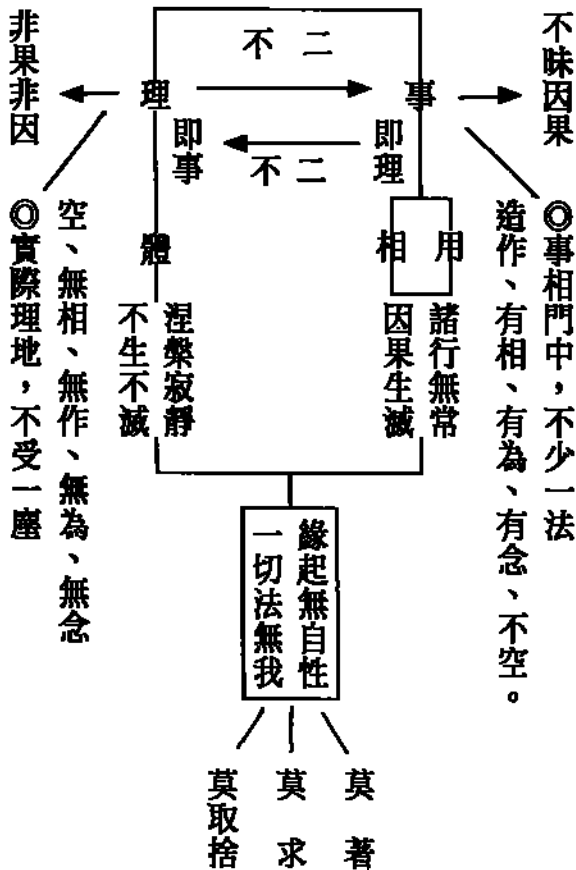 不昧因果
◎事相門中，不少一法
造作、有相、有為、有念、不空。
不二
事
理
即理
不二
即事
相用
體
諸行無常
因果生滅
涅槃寂靜
不生不滅
非果非因
空、無相、無作、無為、無念
◎實際理地，不受一塵
緣起無自性
一切法無我
莫著
莫求
莫取捨